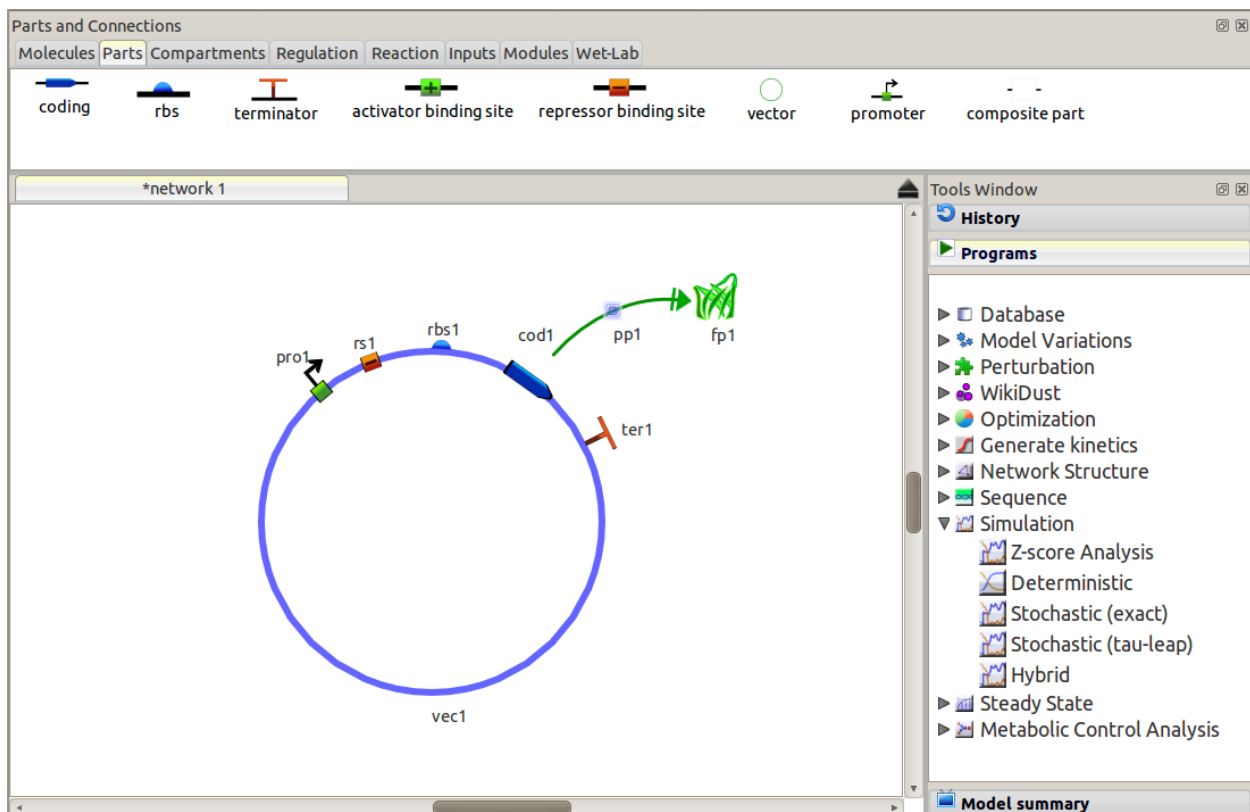 Parts and Connections
Molecules Parts Compartments Regulation Reaction Inputs Modules Wet-Lab
coding rbs terminator activator binding site repressor binding site vector promoter composite part
*network 1
Tools Window
History
Programs
Database
Model Variations
Perturbation
WikiDust
Optimization
Generate kinetics
Network Structure
Sequence
Simulation
Z-score Analysis
Deterministic
Stochastic (exact)
Stochastic (tau-leap)
Hybrid
Steady State
Metabolic Control Analysis
Model summary
pro1
rs1
rbs1
cod1
pp1
fp1
ter1
vec1